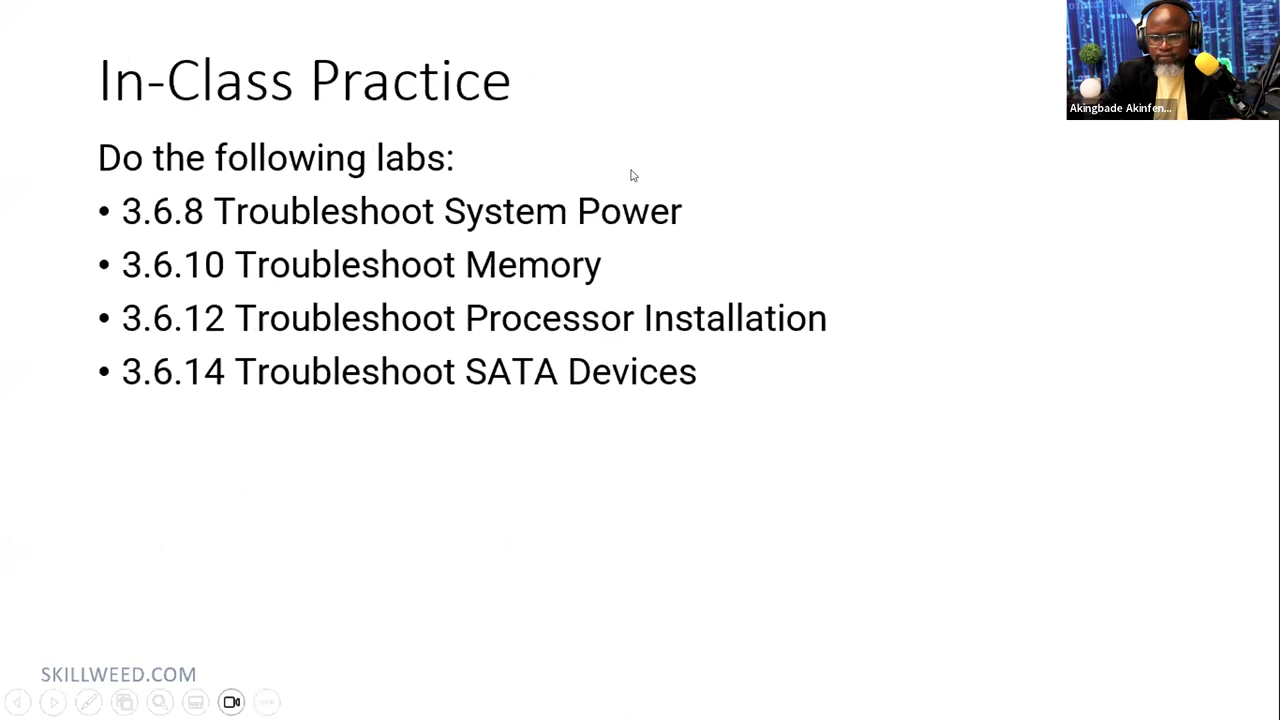 In-Class Practice
Do the following labs:
• 3.6.8 Troubleshoot System Power
• 3.6.10 Troubleshoot Memory
• 3.6.12 Troubleshoot Processor Installation
• 3.6.14 Troubleshoot SATA Devices
Akingbade Akinfen...
SKILLWEED.COM